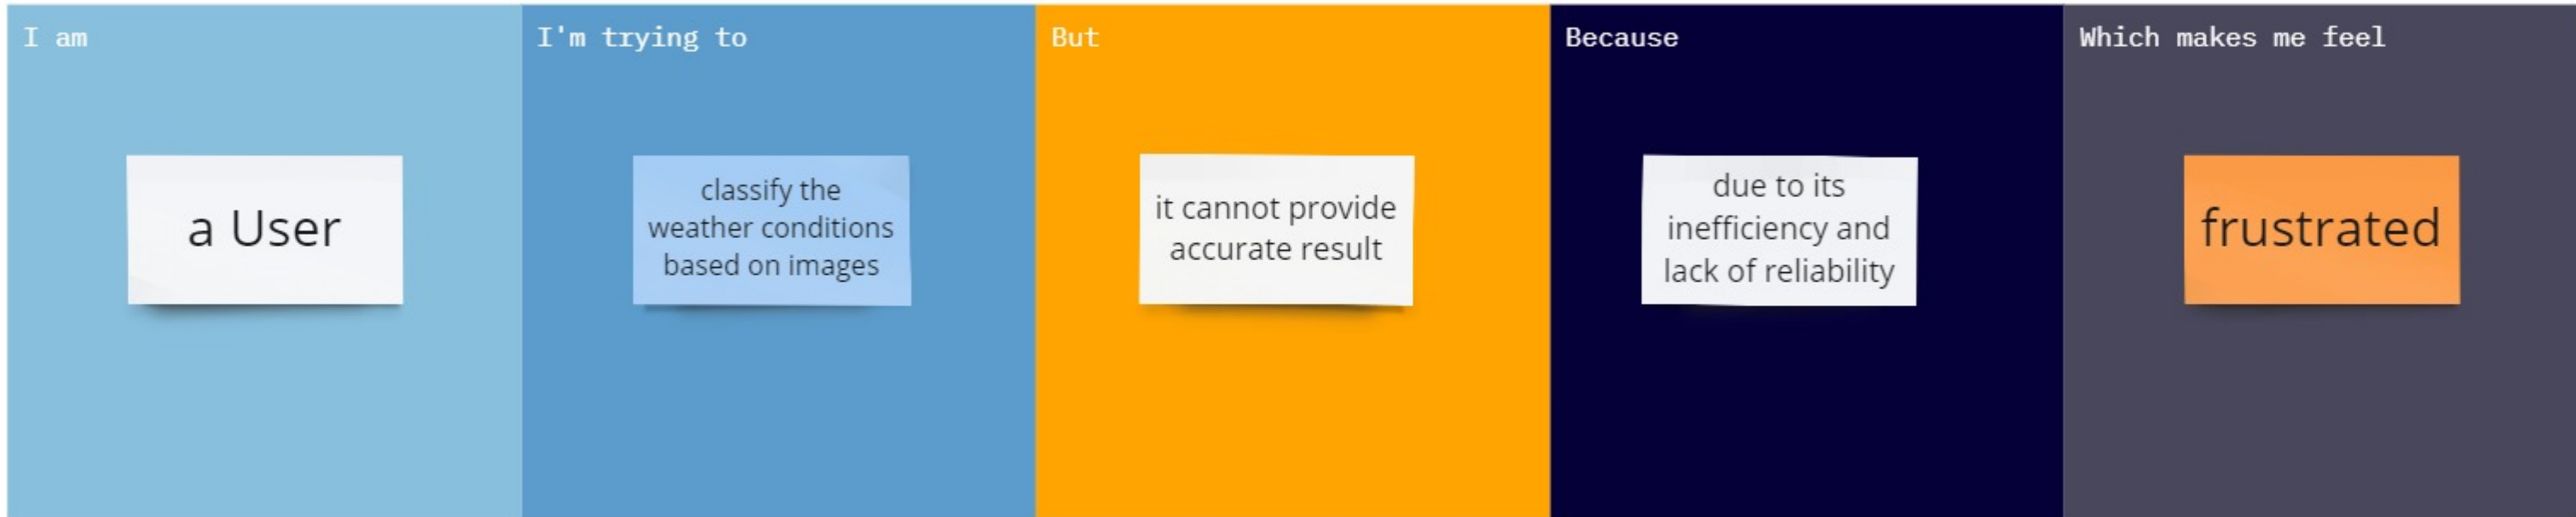 I am
a User
I'm trying to
classify the
weather conditions
based on images
But
it cannot provide
accurate result
Because
due to its
inefficiency and
lack of reliability
Which makes me feel
frustrated